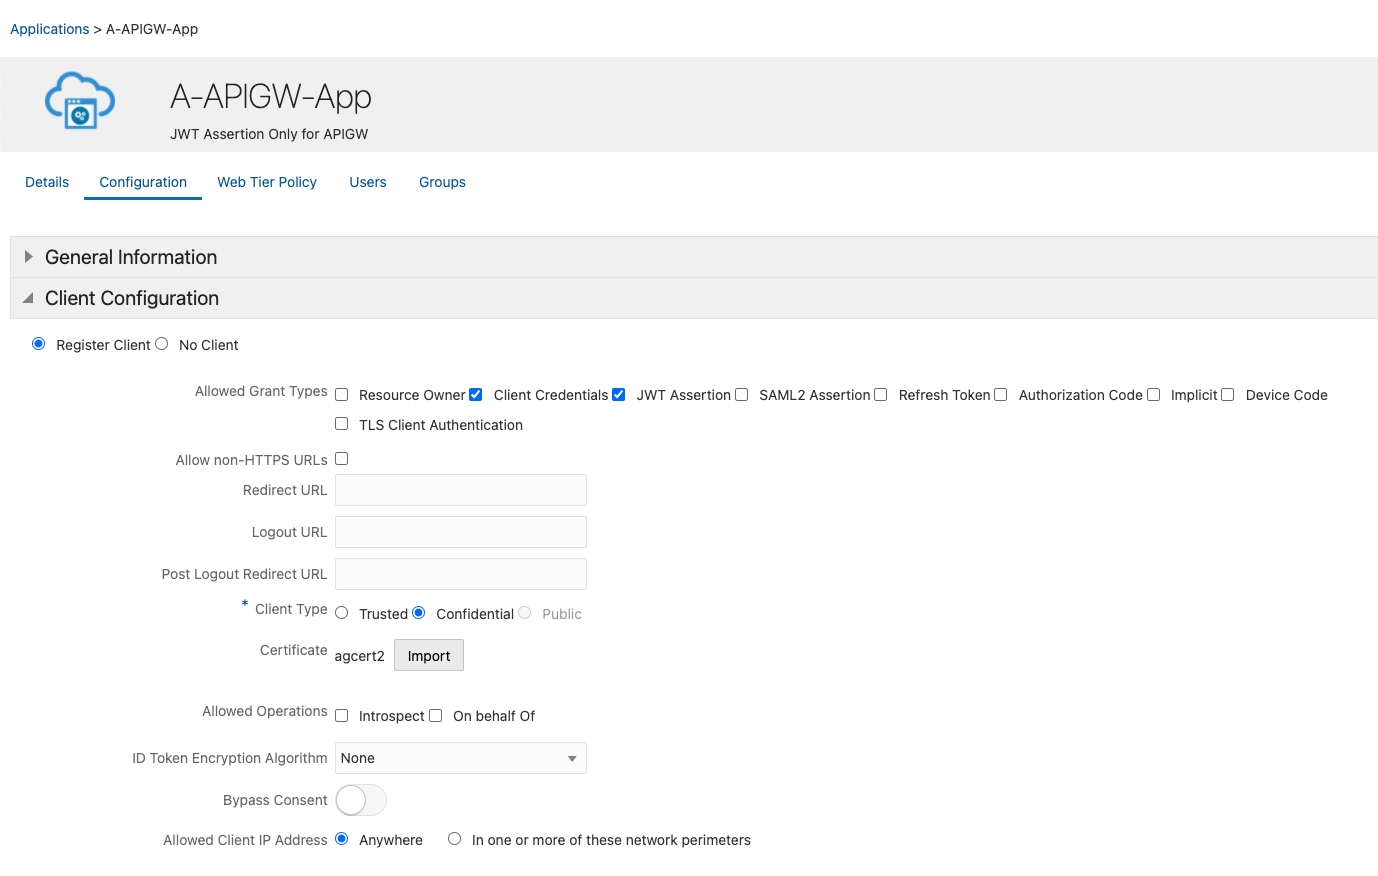 Applications > A-APIGW-App
A-APIGW-App
JWT Assertion Only for APIGW
Details Configuration Web Tier Policy Users Groups
General Information
Client Configuration
Register Client No Client
Allowed Grant Types Resource Owner Client Credentials JWT Assertion SAML2 Assertion Refresh Token Authorization Code Implicit Device Code
TLS Client Authentication
Allow non-HTTPS URLs
Redirect URL
Logout URL
Post Logout Redirect URL
* Client Type Trusted Confidential Public
Certificate agcert2 Import
Allowed Operations Introspect On behalf Of
ID Token Encryption Algorithm None
Bypass Consent
Allowed Client IP Address Anywhere In one or more of these network perimeters